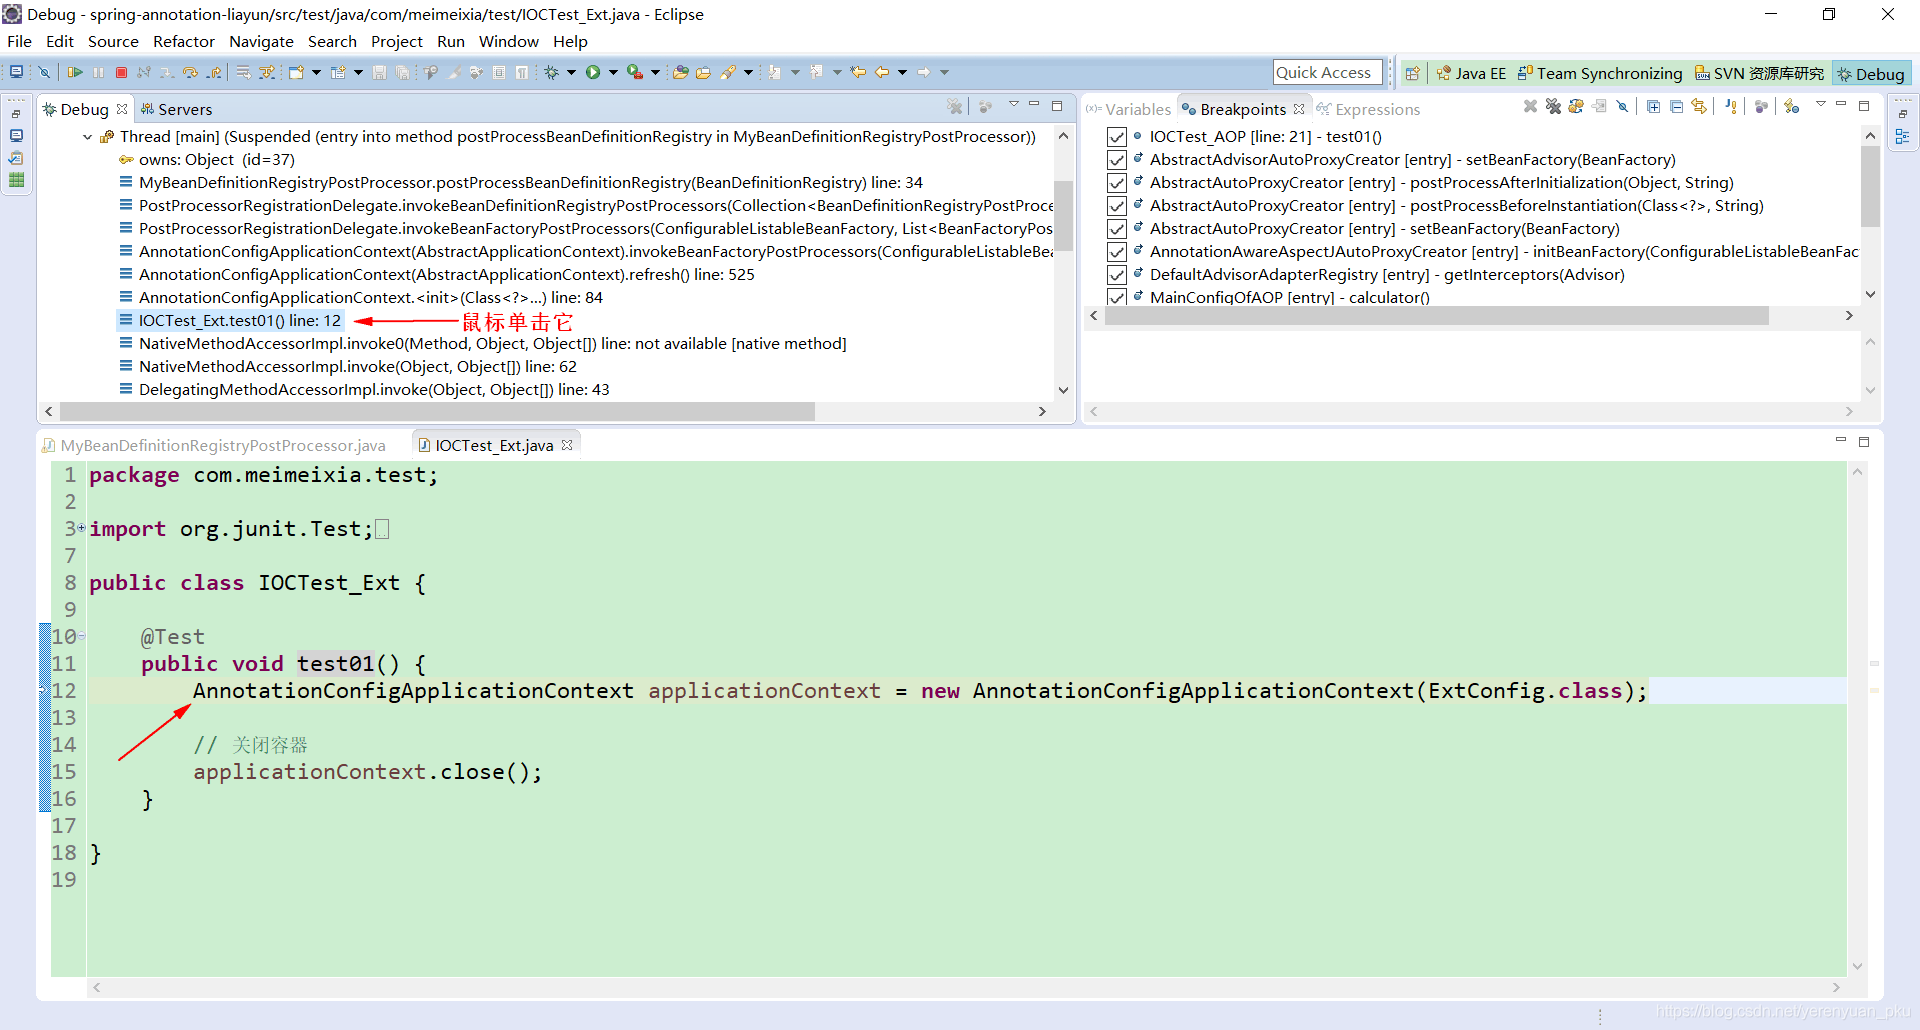 Debug - spring-annotation-liayun/src/test/java/com/meimeixia/test/IOCTest_Ext.java - Eclipse
File Edit Source Refactor Navigate Search Project Run Window Help
Quick Access Java EE Team Synchronizing SVN 资源库研究 Debug
Debug Servers
Thread [main] (Suspended (entry into method postProcessBeanDefinitionRegistry in MyBeanDefinitionRegistryPostProcessor))
owns: Object (id=37)
MyBeanDefinitionRegistryPostProcessor.postProcessBeanDefinitionRegistry(BeanDefinitionRegistry) line: 34
PostProcessorRegistrationDelegate.invokeBeanDefinitionRegistryPostProcessors(Collection<BeanDefinitionRegistryPostProce
PostProcessorRegistrationDelegate.invokeBeanFactoryPostProcessors(ConfigurableListableBeanFactory, List<BeanFactoryPos
AnnotationConfigApplicationContext(AbstractApplicationContext).invokeBeanFactoryPostProcessors(ConfigurableListableBea
AnnotationConfigApplicationContext(AbstractApplicationContext).refresh() line: 525
AnnotationConfigApplicationContext.<init>(Class<?>...) line: 84
IOCTest_Ext.test01() line: 12 鼠标单击它
NativeMethodAccessorImpl.invoke0(Method, Object, Object[]) line: not available [native method]
NativeMethodAccessorImpl.invoke(Object, Object[]) line: 62
DelegatingMethodAccessorImpl.invoke(Object, Object[]) line: 43
(x)= Variables Breakpoints Expressions
IOCTest_AOP [line: 21] - test01()
AbstractAdvisorAutoProxyCreator [entry] - setBeanFactory(BeanFactory)
AbstractAutoProxyCreator [entry] - postProcessAfterInitialization(Object, String)
AbstractAutoProxyCreator [entry] - postProcessBeforeInstantiation(Class<?>, String)
AbstractAutoProxyCreator [entry] - setBeanFactory(BeanFactory)
AnnotationAwareAspectJAutoProxyCreator [entry] - initBeanFactory(ConfigurableListableBeanFac
DefaultAdvisorAdapterRegistry [entry] - getInterceptors(Advisor)
MainConfigOfAOP [entry] - calculator()
MyBeanDefinitionRegistryPostProcessor.java IOCTest_Ext.java
1 package com.meimeixia.test;
2
3 import org.junit.Test;
7
8 public class IOCTest_Ext {
9
10 @Test
11 public void test01() {
12 AnnotationConfigApplicationContext applicationContext = new AnnotationConfigApplicationContext(ExtConfig.class);
13
14 // 关闭容器
15 applicationContext.close();
16 }
17
18 }
19
https://blog.csdn.net/yerenyuan_pku